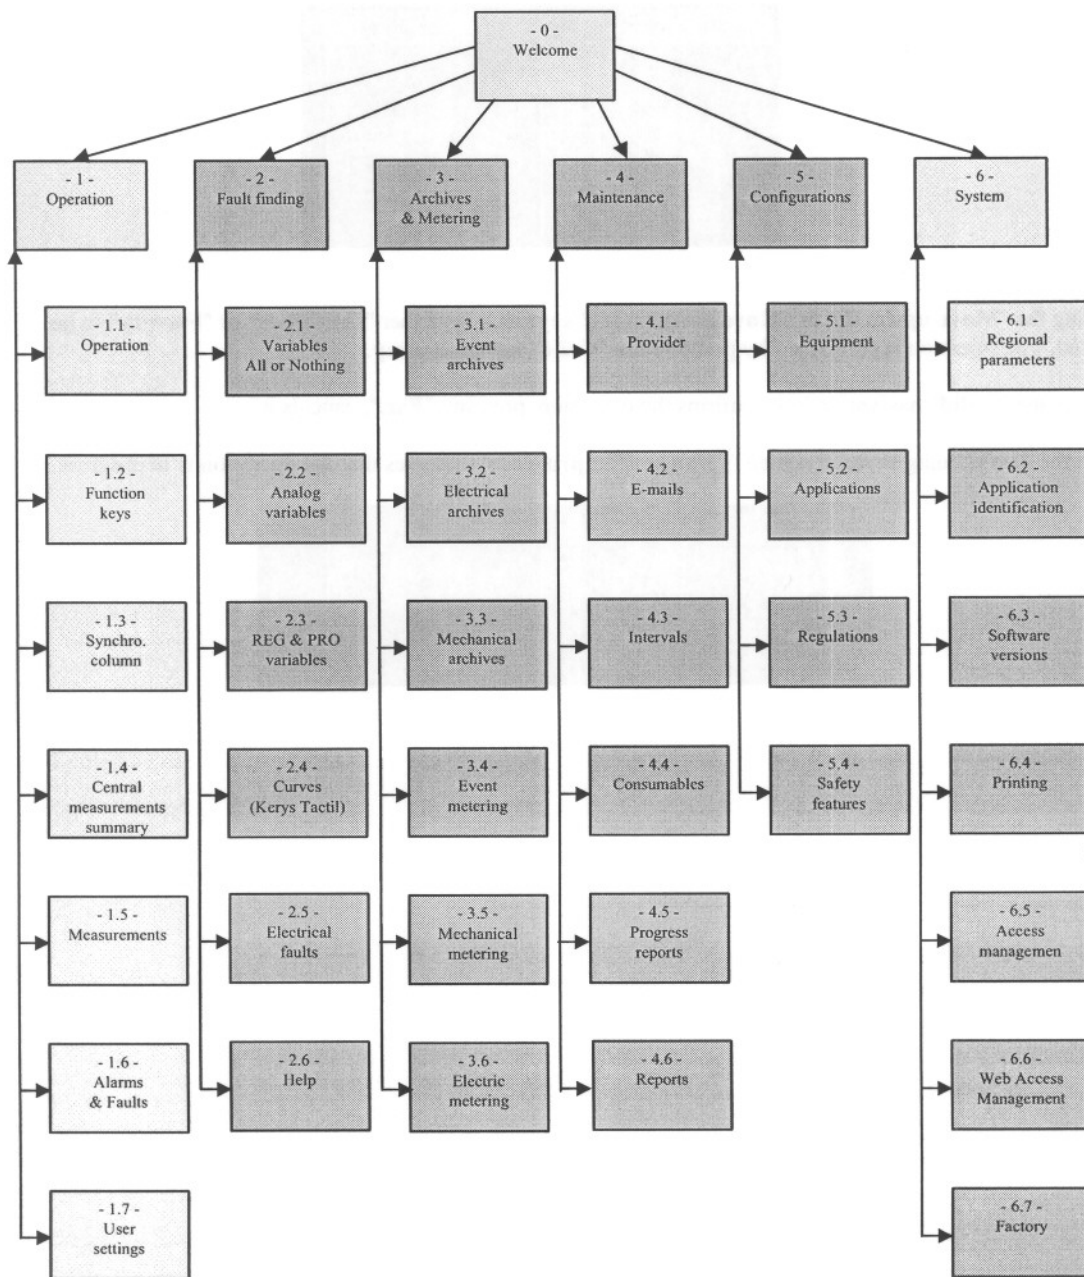 - 0 -
Welcome
- 1 -
Operation
- 2 -
Fault finding
- 3 -
Archives
& Metering
- 4 -
Maintenance
- 5 -
Configurations
- 6 -
System
- 1.1 -
Operation
- 2.1 -
Variables
All or Nothing
- 3.1 -
Event
archives
- 4.1 -
Provider
- 5.1 -
Equipment
- 6.1 -
Regional
parameters
- 1.2 -
Function
keys
- 2.2 -
Analog
variables
- 3.2 -
Electrical
archives
- 4.2 -
E-mails
- 5.2 -
Applications
- 6.2 -
Application
identification
- 1.3 -
Synchro.
column
- 2.3 -
REG & PRO
variables
- 3.3 -
Mechanical
archives
- 4.3 -
Intervals
- 5.3 -
Regulations
- 6.3 -
Software
versions
- 1.4 -
Central
measurements
summary
- 2.4 -
Curves
(Kerys Tactil)
- 3.4 -
Event
metering
- 4.4 -
Consumables
- 5.4 -
Safety
features
- 6.4 -
Printing
- 1.5 -
Measurements
- 2.5 -
Electrical
faults
- 3.5 -
Mechanical
metering
- 4.5 -
Progress
reports
- 6.5 -
Access
managemen
- 1.6 -
Alarms
& Faults
- 2.6 -
Help
- 3.6 -
Electric
metering
- 4.6 -
Reports
- 6.6 -
Web Access
Management
- 1.7 -
User
settings
- 6.7 -
Factory